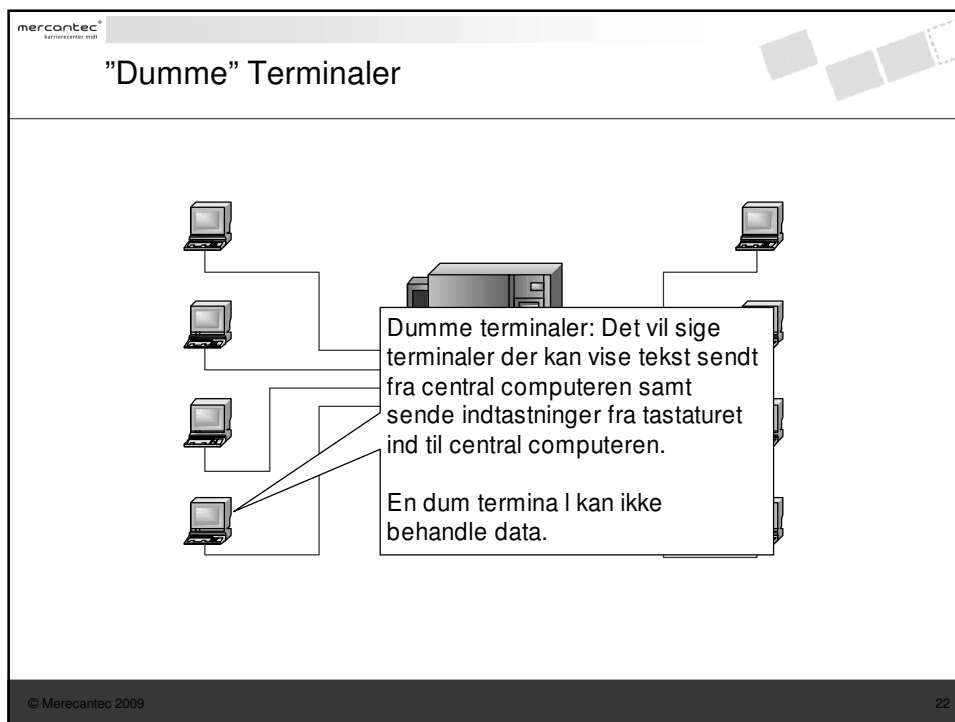 mercantec+
karrierecenter midt
”Dumme” Terminaler
Dumme terminaler: Det vil sige
terminaler der kan vise tekst sendt
fra central computeren samt
sende indtastninger fra tastaturet
ind til central computeren.
En dum termina l kan ikke
behandle data.
© Merecantec 2009
22